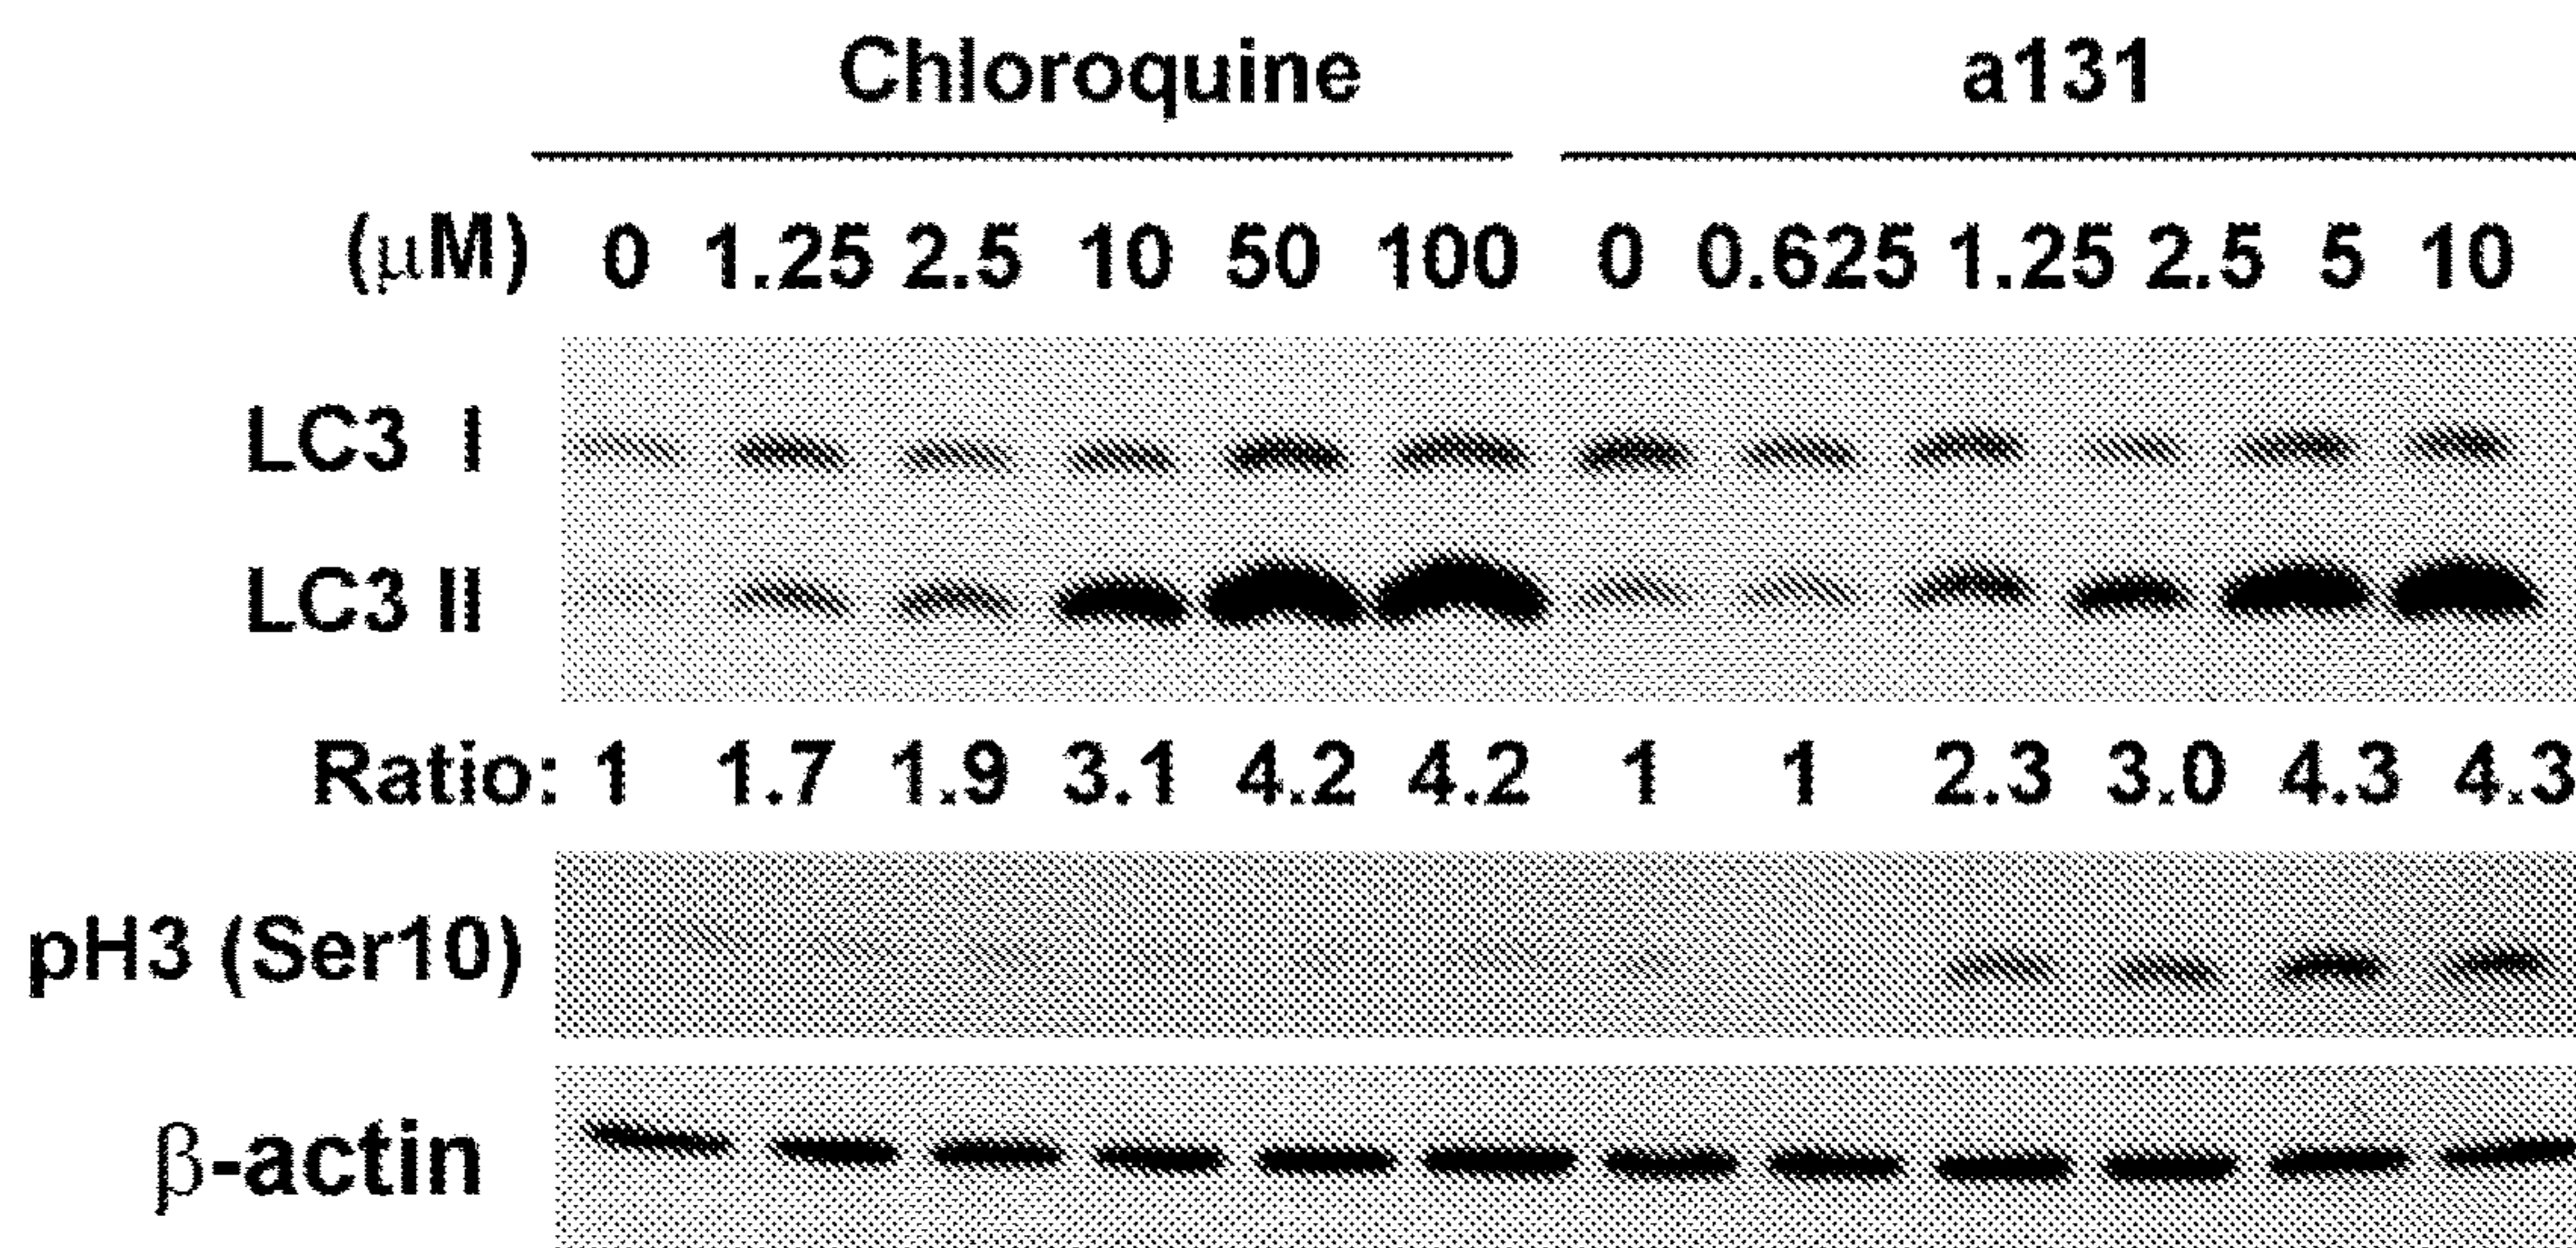 Chloroquine a131
(μM) 0 1.25 2.5 10 50 100 0 0.625 1.25 2.5 5 10
LC3 I
LC3 II
Ratio: 1 1.7 1.9 3.1 4.2 4.2 1 1 2.3 3.0 4.3 4.3
pH3 (Ser10)
β-actin